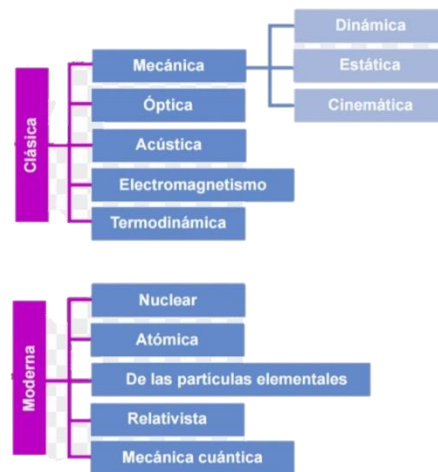 Clásica
Mecánica
Dinámica
Estática
Cinemática
Óptica
Acústica
Electromagnetismo
Termodinámica
Moderna
Nuclear
Atómica
De las particulas elementales
Relativista
Mecánica cuántica